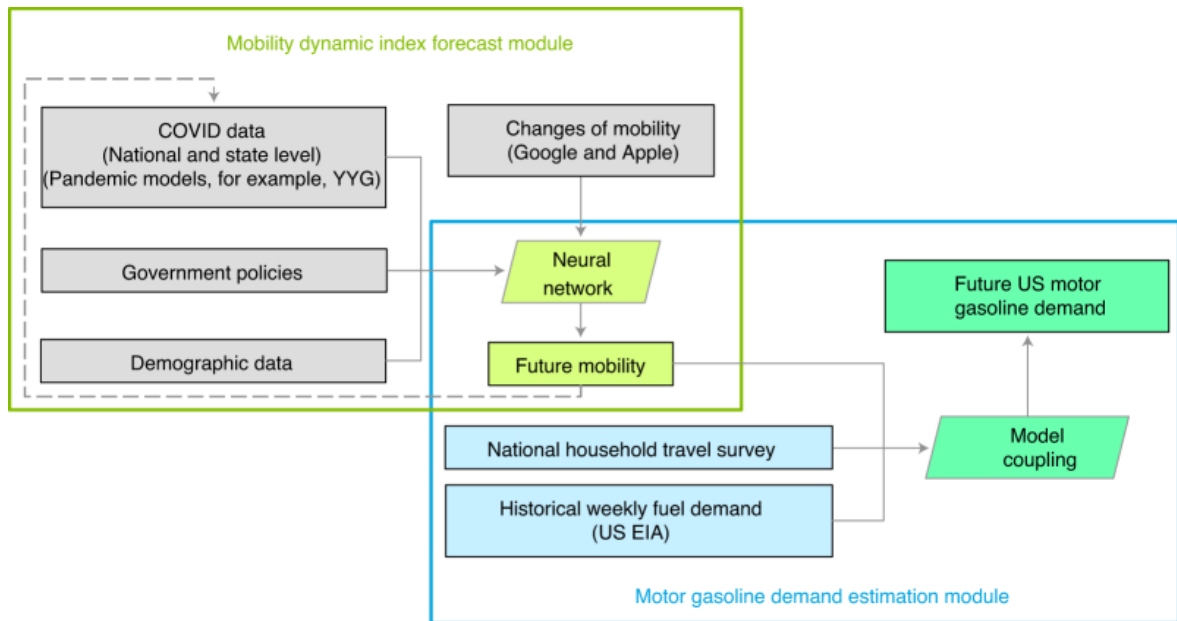 Mobility dynamic index forecast module
COVID data
(National and state level)
(Pandemic models, for example, YYG)
Changes of mobility
(Google and Apple)
Government policies
Neural
network
Future US motor
gasoline demand
Demographic data
Future mobility
National household travel survey
Model
coupling
Historical weekly fuel demand
(US EIA)
Motor gasoline demand estimation module